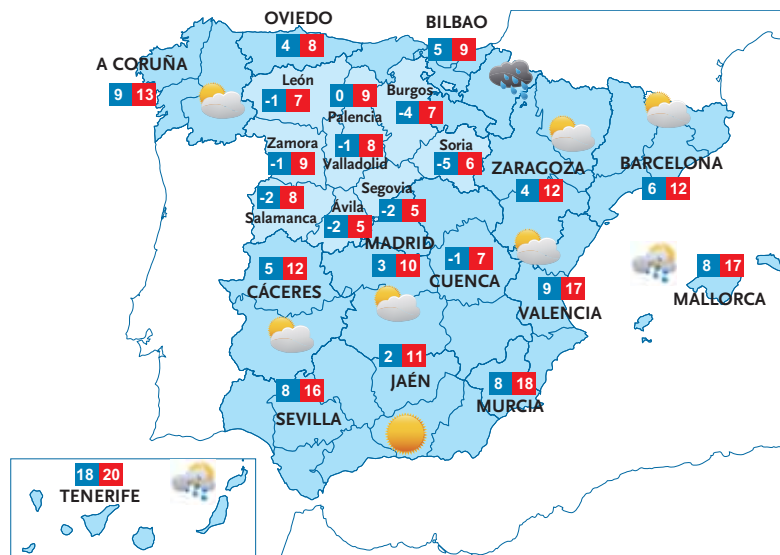 OVIEDO
4 8
BILBAO
5 9
A CORUÑA
9 13
León
-1 7
0 9
Palencia
Burgos
-4 7
Zamora
-1 9
-1 8
Valladolid
Soria
-5 6
ZARAGOZA
4 12
BARCELONA
6 12
-2 8
Salamanca
Ávila
-2 5
Segovia
-2 5
MADRID
3 10
-1 7
CUENCA
5 12
CÁCERES
9 17
VALENCIA
8 17
MALLORCA
2 11
JAÉN
8 16
SEVILLA
8 18
MURCIA
18 20
TENERIFE